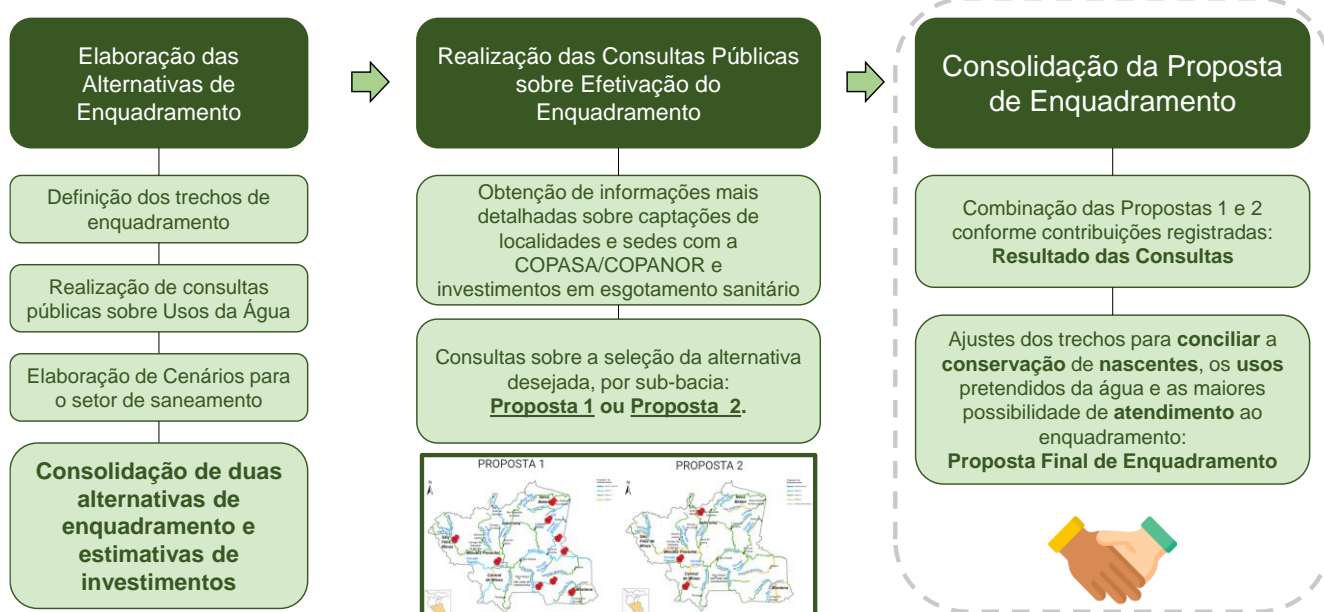 Elaboração das
Alternativas de
Enquadramento
Definição dos trechos de
enquadramento
Realização de consultas
públicas sobre Usos da Água
Elaboração de Cenários para
o setor de saneamento
Consolidação de duas
alternativas de
enquadramento e
estimativas de
investimentos
Realização das Consultas Públicas
sobre Efetivação do
Enquadramento
Obtenção de informações mais
detalhadas sobre captações de
localidades e sedes com a
COPASA/COPANOR e
investimentos em esgotamento sanitário
Consultas sobre a seleção da alternativa
desejada, por sub-bacia:
Proposta 1 ou Proposta 2.
PROPOSTA 1
PROPOSTA 2
Consolidação da Proposta
de Enquadramento
Combinação das Propostas 1 e 2
conforme contribuições registradas:
Resultado das Consultas
Ajustes dos trechos para conciliar a
conservação de nascentes, os usos
pretendidos da água e as maiores
possibilidade de atendimento ao
enquadramento:
Proposta Final de Enquadramento